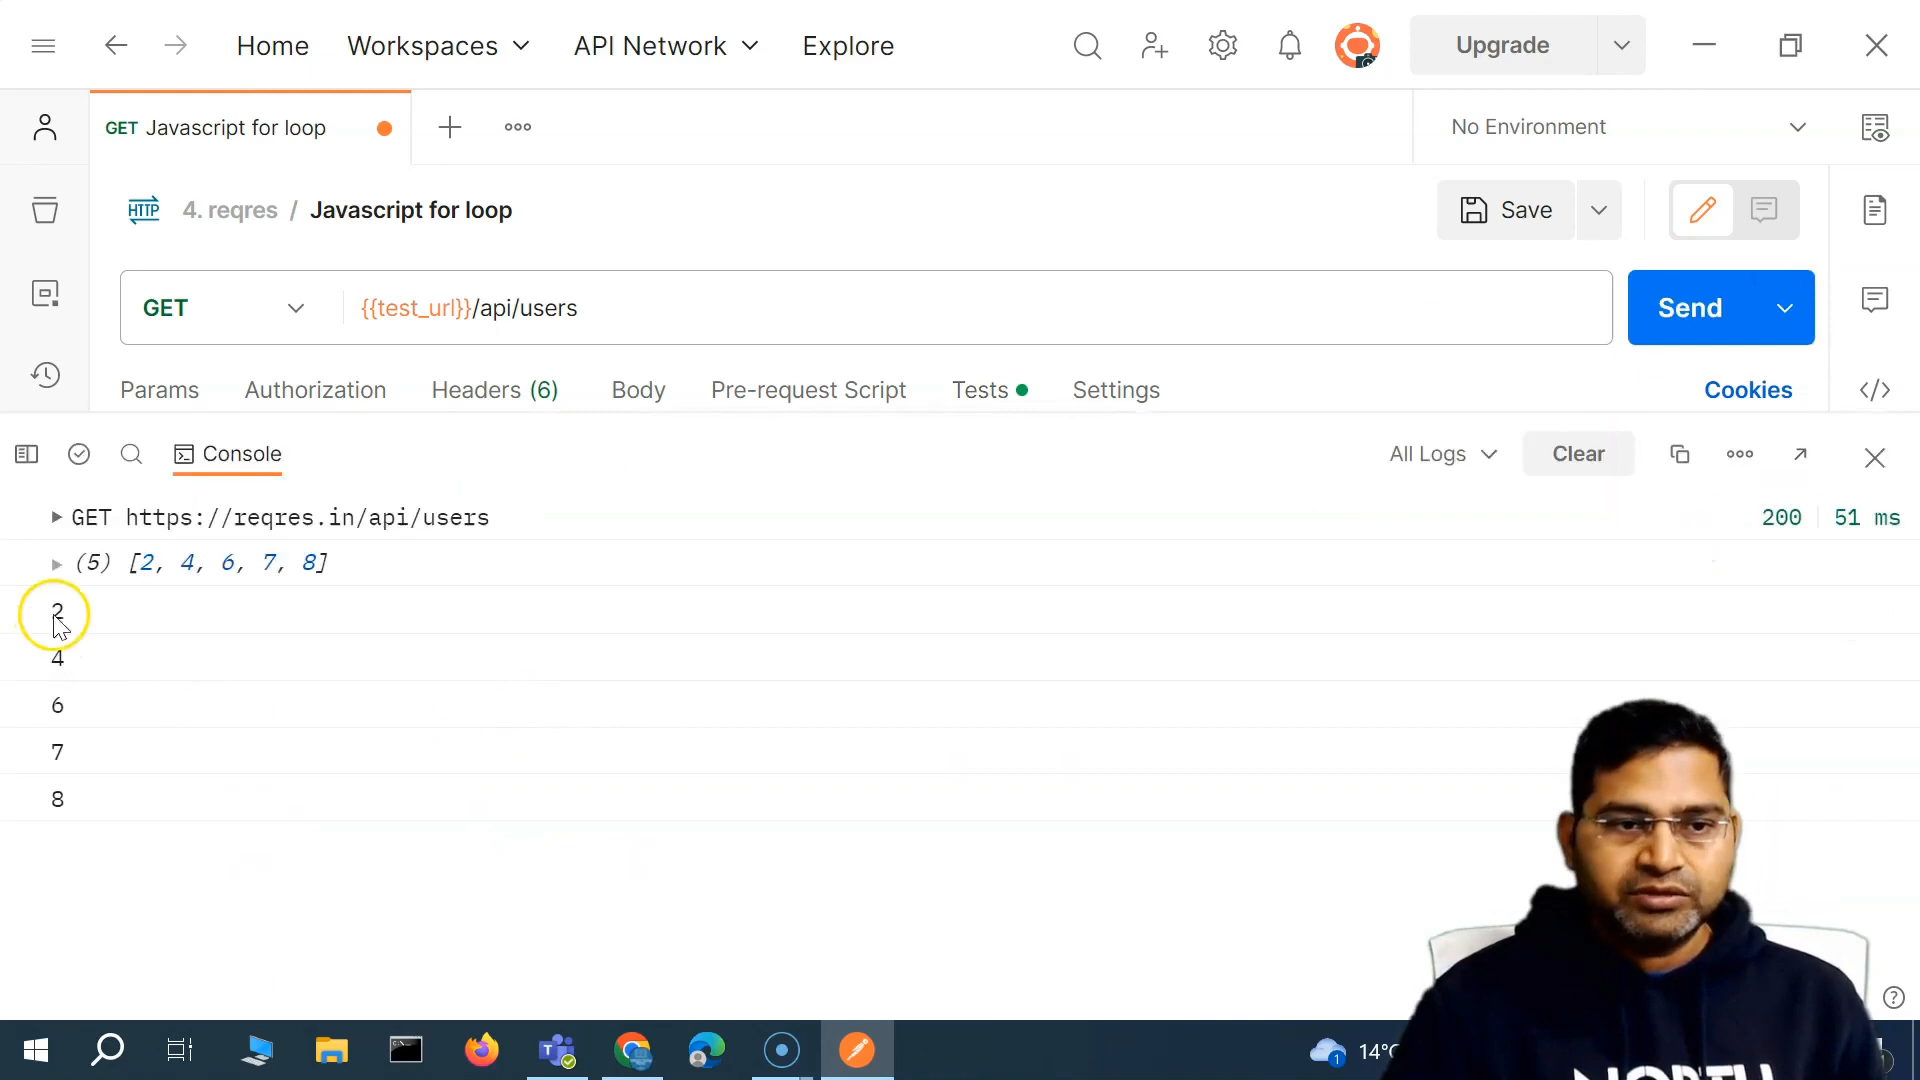 Home Workspaces API Network Explore Upgrade
GET Javascript for loop No Environment
HTTP 4. reqres / Javascript for loop Save
GET {{test_url}}/api/users Send
Params Authorization Headers (6) Body Pre-request Script Tests Settings Cookies </>
Console All Logs Clear
GET https://reqres.in/api/users 200 51 ms
(5) [2, 4, 6, 7, 8]
2
4
6
7
8
1 14°C
NORTH